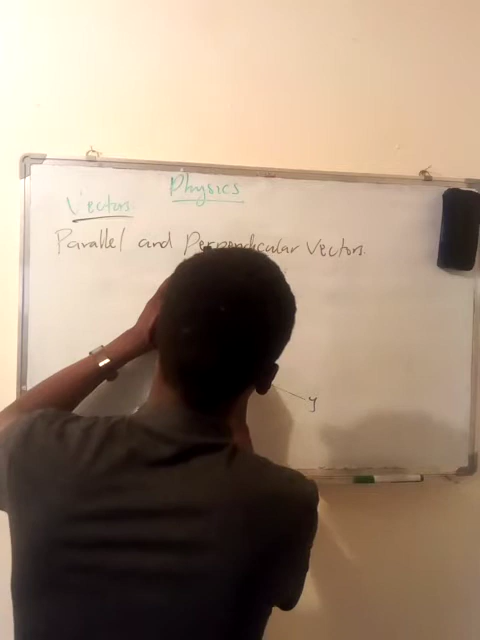 Physics
Vectors
Parallel and Perpendicular Vectors.
y